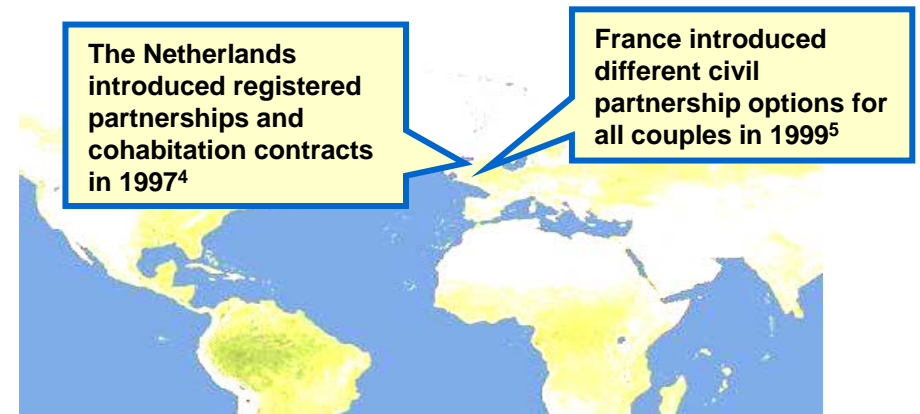 The Netherlands
introduced registered
partnerships and
cohabitation contracts
in 1997⁴
France introduced
different civil
partnership options for
all couples in 1999⁵